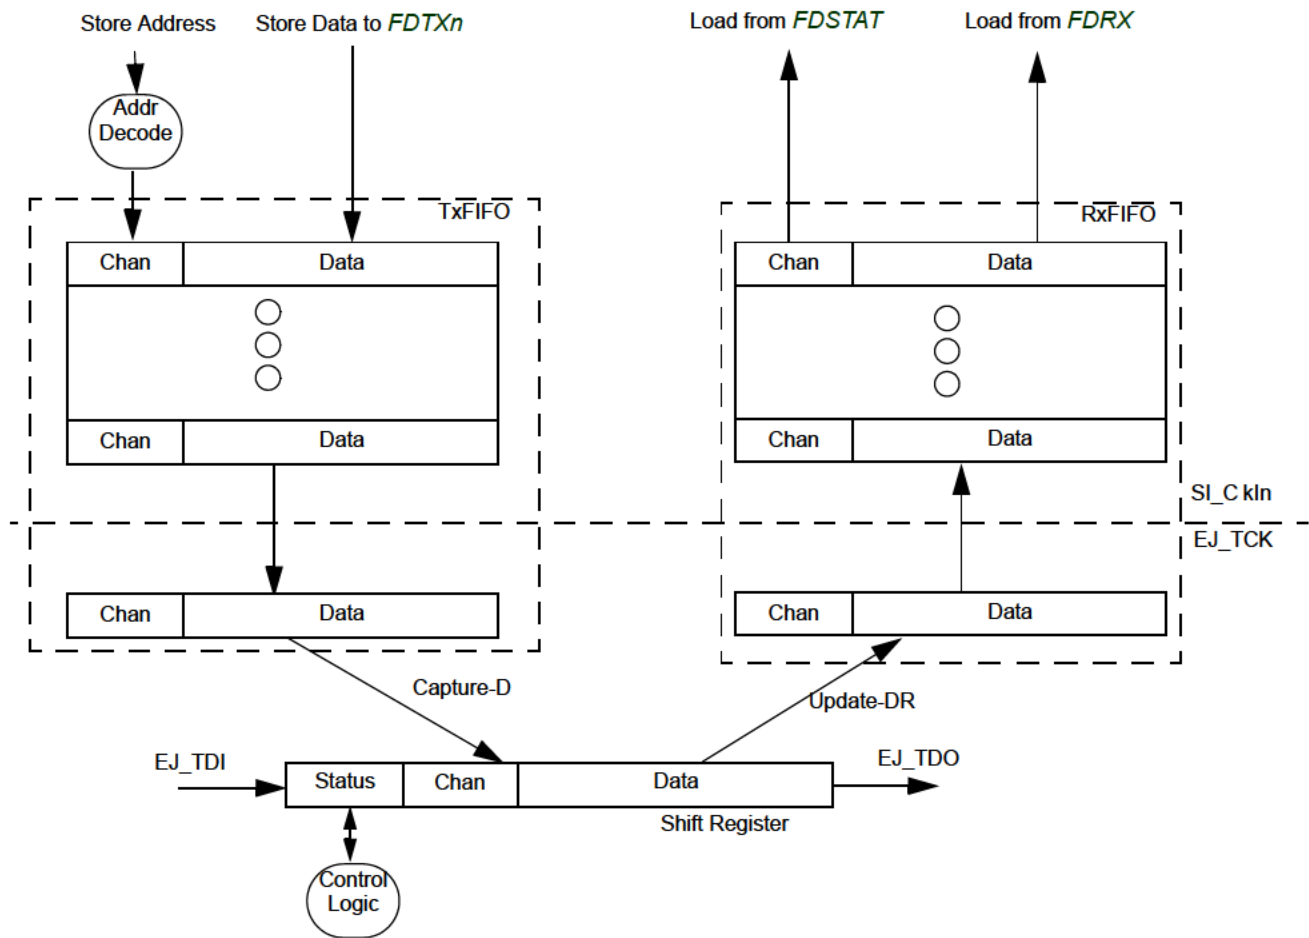 Store Address
Store Data to FDTXn
Load from FDSTAT
Load from FDRX
Addr
Decode
TxFIFO
RxFIFO
Chan
Data
Chan
Data
Chan
Data
Chan
Data
SI_C kIn
EJ_TCK
Chan
Data
Chan
Data
Capture-D
Update-DR
EJ_TDI
EJ_TDO
Status
Chan
Data
Shift Register
Control
Logic